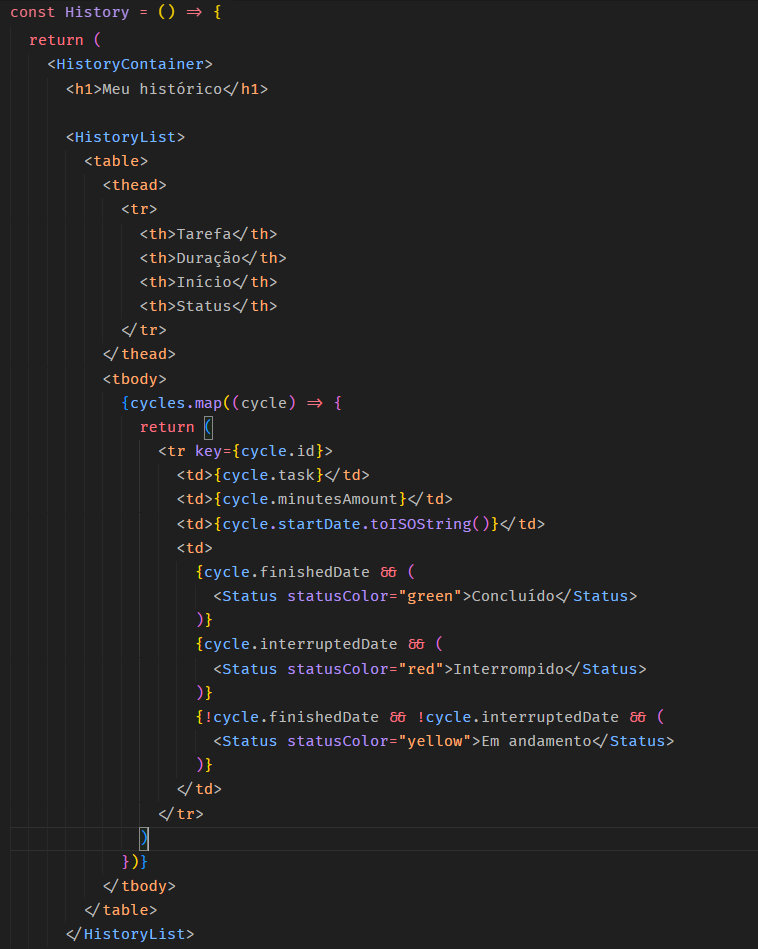 const History = () => {
return (
<HistoryContainer>
<h1>Meu histórico</h1>
<HistoryList>
<table>
<thead>
<tr>
<th>Tarefa</th>
<th>Duração</th>
<th>Início</th>
<th>Status</th>
</tr>
</thead>
<tbody>
{cycles.map((cycle) => {
return (
<tr key={cycle.id}>
<td>{cycle.task}</td>
<td>{cycle.minutesAmount}</td>
<td>{cycle.startDate.toISOString()}</td>
<td>
{cycle.finishedDate && (
<Status statusColor="green">Concluído</Status>
)}
{cycle.interruptedDate && (
<Status statusColor="red">Interrompido</Status>
)}
{!cycle.finishedDate && !cycle.interruptedDate && (
<Status statusColor="yellow">Em andamento</Status>
)}
</td>
</tr>
)
})}
</tbody>
</table>
</HistoryList>